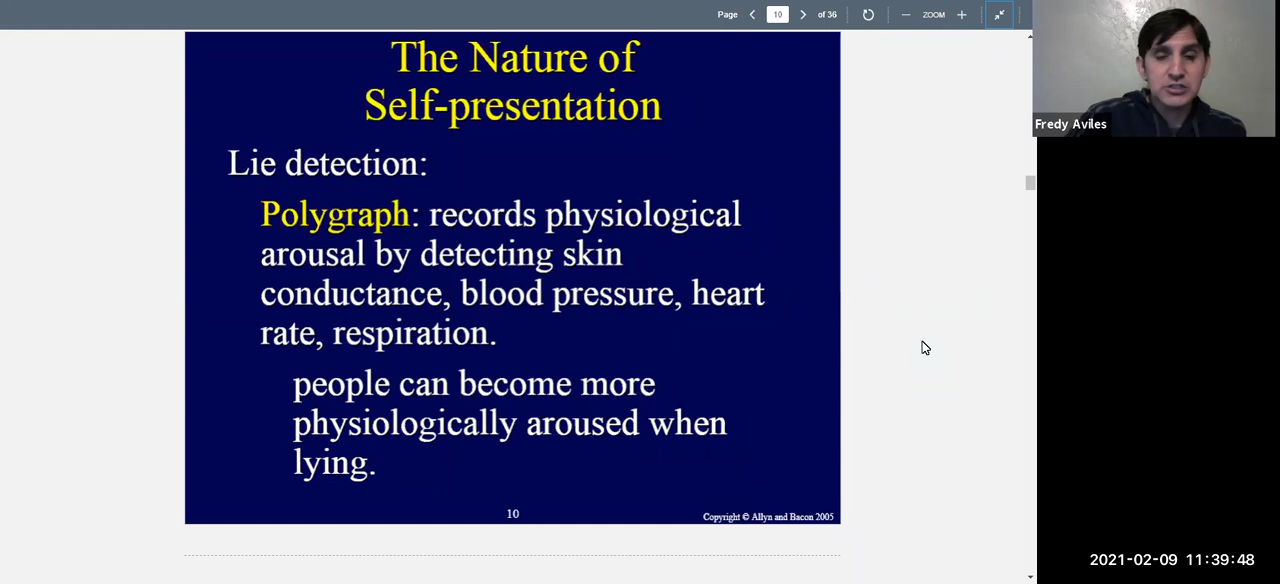 Page 10 of 36 ZOOM
The Nature of
Self-presentation
Lie detection:
Polygraph: records physiological
arousal by detecting skin
conductance, blood pressure, heart
rate, respiration.
people can become more
physiologically aroused when
lying.
10
Copyright © Allyn and Bacon 2005
Fredy Aviles
2021-02-09 11:39:48